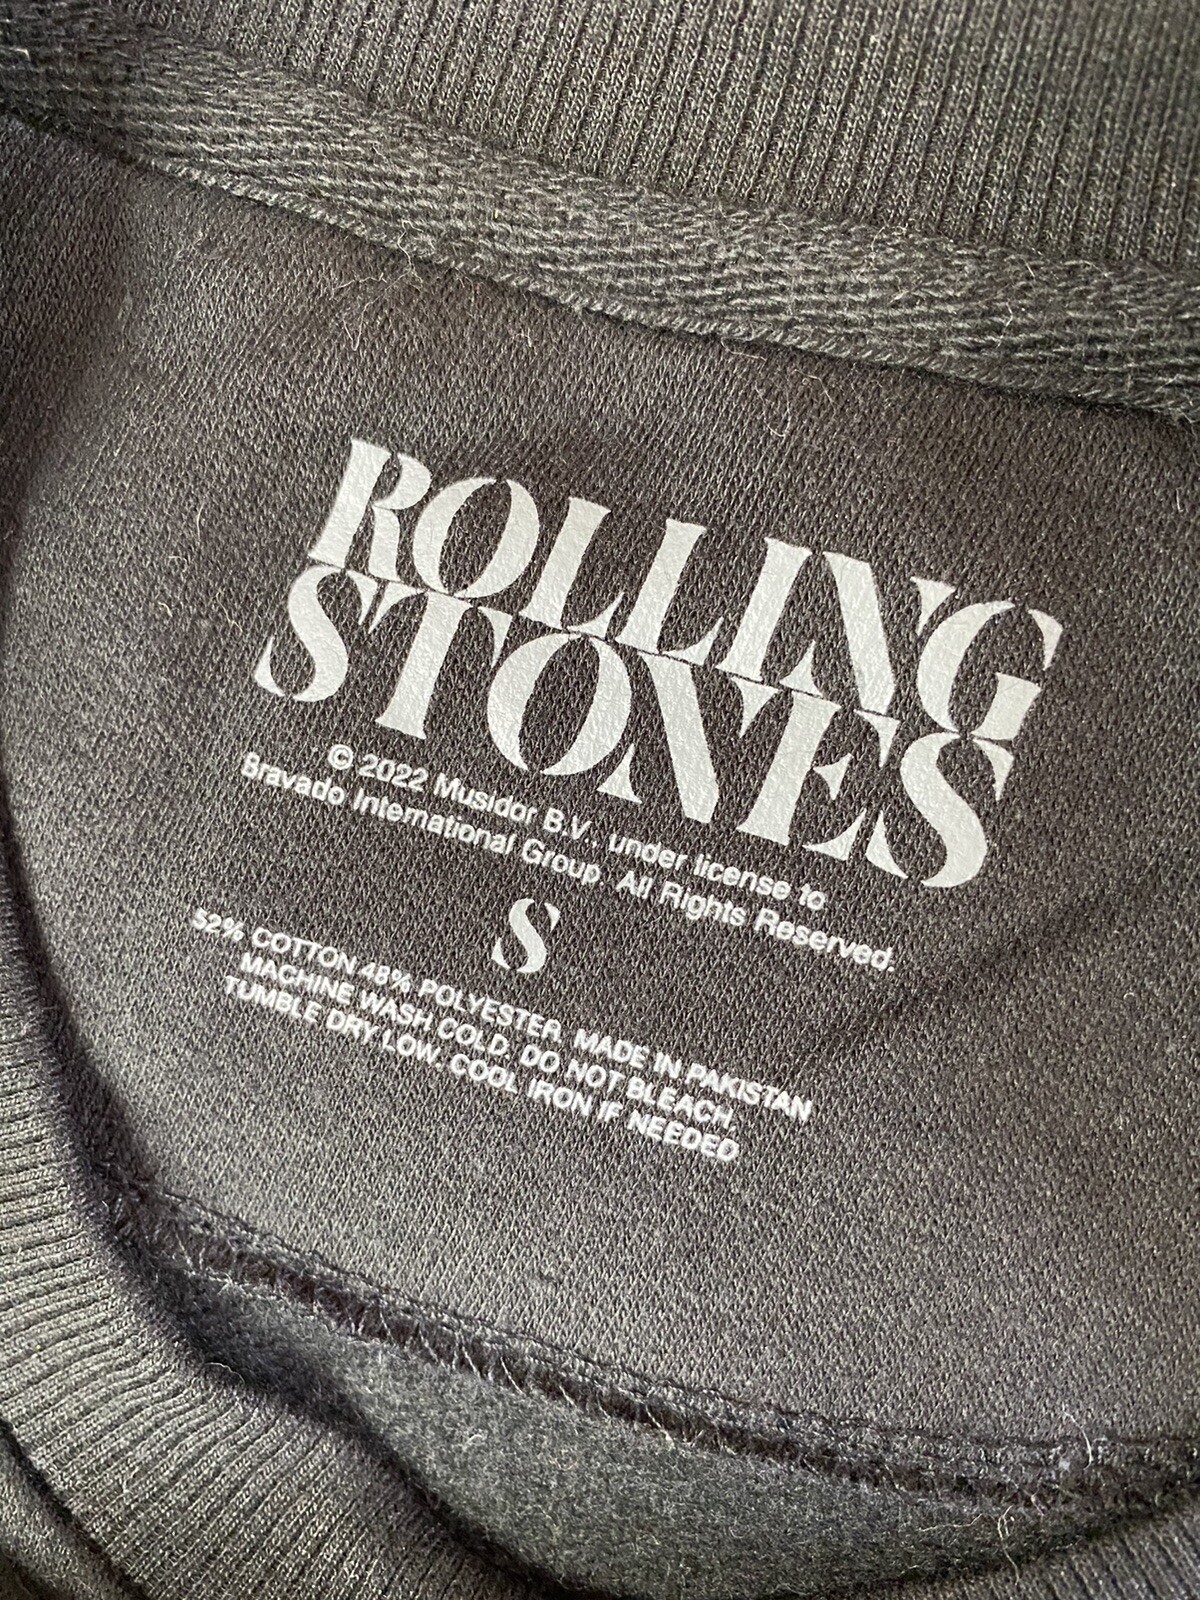 ROLLING
STONES
© 2022 Musidor B.V., under license to
Bravado International Group. All Rights Reserved.
S
52% COTTON 48% POLYESTER. MADE IN PAKISTAN
MACHINE WASH COLD. DO NOT BLEACH.
TUMBLE DRY LOW. COOL IRON IF NEEDED